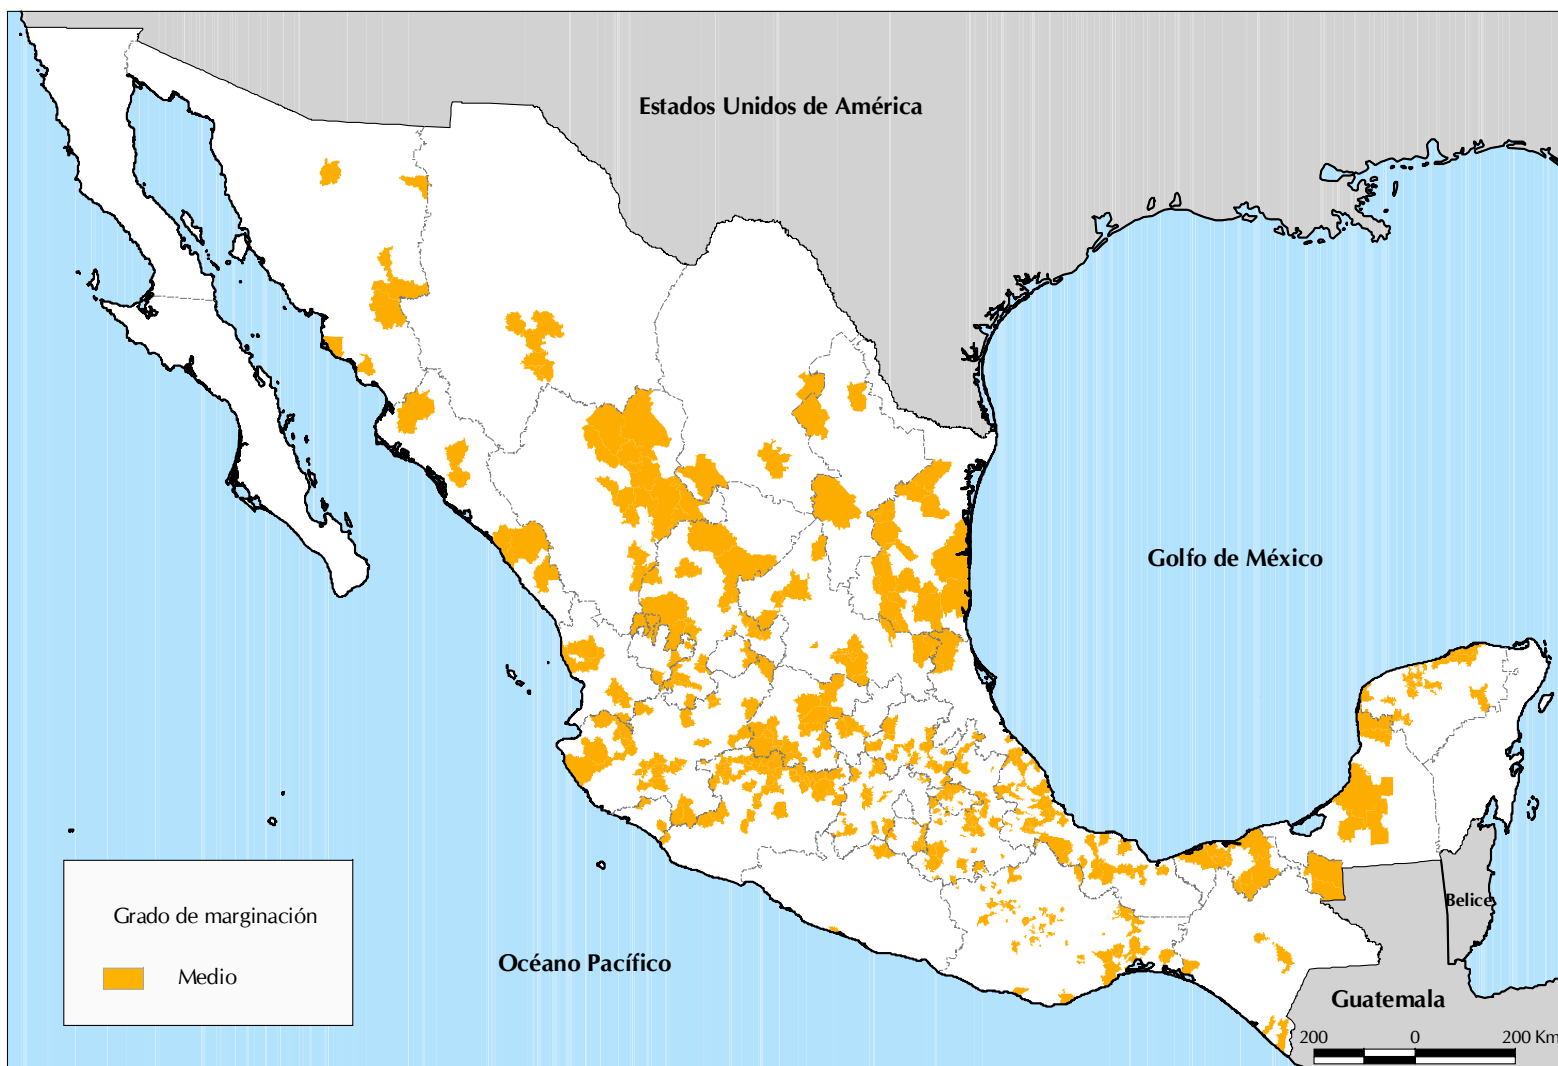 Estados Unidos de América
Golfo de México
Grado de marginación
Medio
Océano Pacífico
Belice
Guatemala
200 0 200 Km